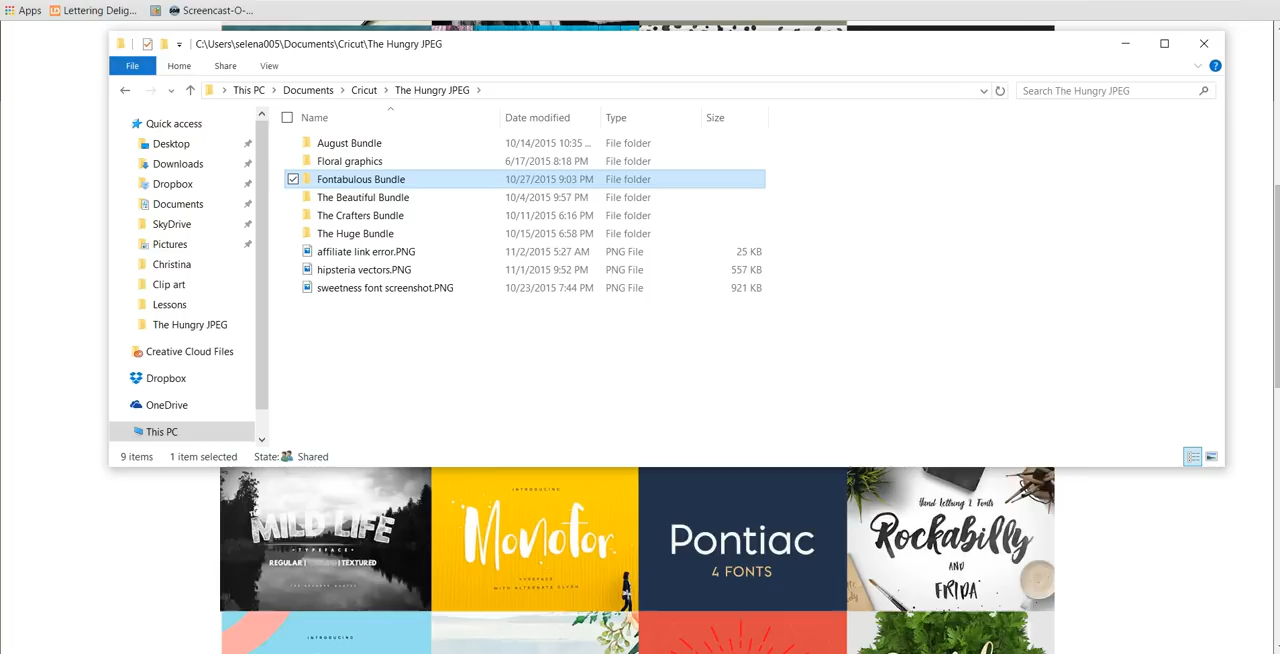 Apps Lettering Delig... Screencast-O-...
C:\Users\selena005\Documents\Cricut\The Hungry JPEG
File Home Share View
This PC Documents Cricut The Hungry JPEG Search The Hungry JPEG
Name Date modified Type Size
Quick access
Desktop
Downloads
Dropbox
Documents
SkyDrive
Pictures
Christina
Clip art
Lessons
The Hungry JPEG
Creative Cloud Files
Dropbox
OneDrive
This PC
August Bundle 10/14/2015 10:35 ... File folder
Floral graphics 6/17/2015 8:18 PM File folder
Fontabulous Bundle 10/27/2015 9:03 PM File folder
The Beautiful Bundle 10/4/2015 9:57 PM File folder
The Crafters Bundle 10/11/2015 6:16 PM File folder
The Huge Bundle 10/15/2015 6:58 PM File folder
affiliate link error.PNG 11/2/2015 5:27 AM PNG File 25 KB
hipsteria vectors.PNG 11/1/2015 9:52 PM PNG File 557 KB
sweetness font screenshot.PNG 10/23/2015 7:44 PM PNG File 921 KB
9 items 1 item selected State: Shared
THE
MILD LIFE
TYPEFACE
REGULAR | TEXTURED
INTRODUCING
Monofor
TYPEFACE
WITH ALTERNATE GLYPH
Pontiac
4 FONTS
Hand Lettering & Fonts
Rockabilly
AND
FRIDA
INTRODUCING